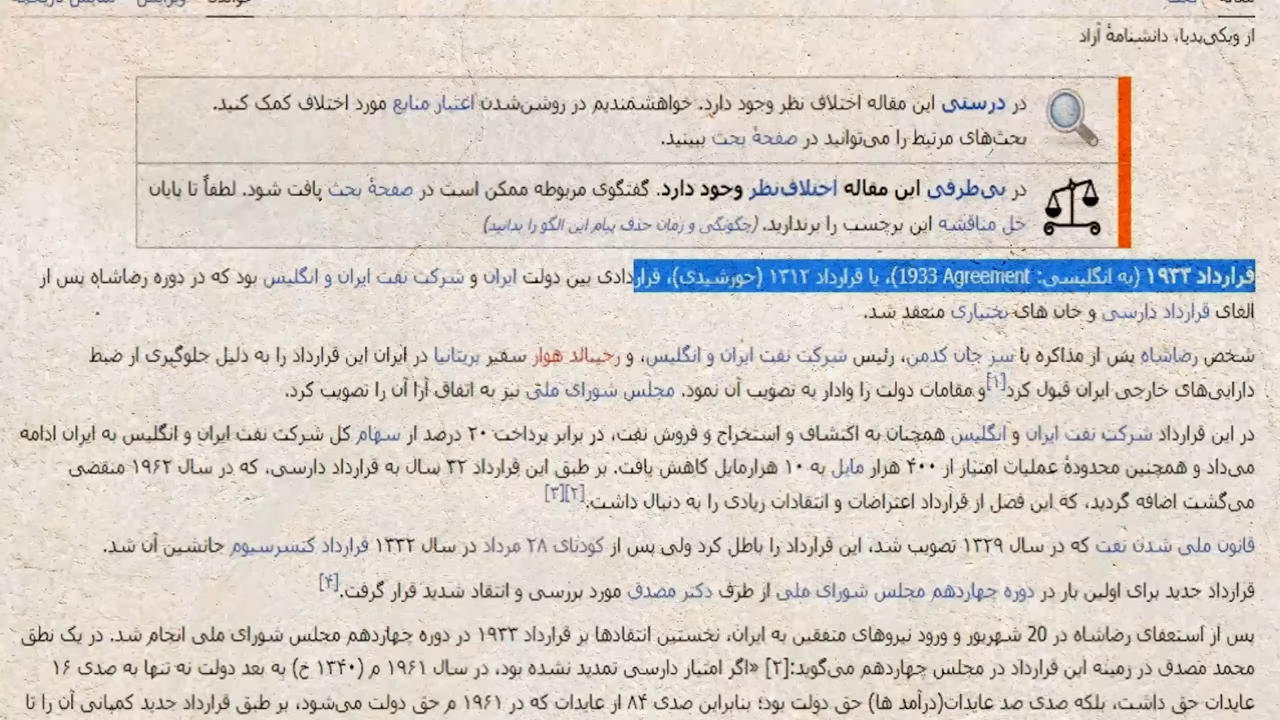 از ویکی‌پدیا، دانشنامهٔ آزاد
در درستی این مقاله اختلاف نظر وجود دارد. خواهشمندیم در روشن‌شدن اعتبار منابع مورد اختلاف کمک کنید.
بحث‌های مرتبط را می‌توانید در صفحهٔ بحث ببینید.
در بی‌طرفی این مقاله اختلاف‌نظر وجود دارد. گفتگوی مربوطه ممکن است در صفحهٔ بحث یافت شود. لطفاً تا پایان
حل مناقشه این برچسب را برندارید. (چگونگی و زمان حذف پیام این الگو را بدانید)
قرارداد ۱۹۳۳ (به انگلیسی: 1933 Agreement)، یا قرارداد ۱۳۱۲ (خورشیدی)، قراردادی بین دولت ایران و شرکت نفت ایران و انگلیس بود که در دوره رضاشاه پس از
الغای قرارداد دارسی و خان های بختیاری منعقد شد.
شخص رضاشاه پس از مذاکره با سر جان کدمن، رئیس شرکت نفت ایران و انگلیس، و رجینالد هوار سفیر بریتانیا در ایران این قرارداد را به دلیل جلوگیری از ضبط
دارایی‌های خارجی ایران قبول کرد[۱]و مقامات دولت را وادار به تصویب آن نمود. مجلس شورای ملّی نیز به اتفاق آرا آن را تصویب کرد.
در این قرارداد شرکت نفت ایران و انگلیس همچنان به اکتشاف و استخراج و فروش نفت، در برابر پرداخت ۲۰ درصد از سهام کل شرکت نفت ایران و انگلیس به ایران ادامه
می‌داد و همچنین محدودهٔ عملیات امتیاز از ۴۰۰ هزار مایل به ۱۰ هزارمایل کاهش یافت. بر طبق این قرارداد ۳۲ سال به قرارداد دارسی، که در سال ۱۹۶۲ منقضی
می‌گشت اضافه گردید، که این فصل از قرارداد اعتراضات و انتقادات زیادی را به دنبال داشت.[۲][۳]
قانون ملی شدن نفت که در سال ۱۳۲۹ تصویب شد، این قرارداد را باطل کرد ولی پس از کودتای ۲۸ مرداد در سال ۱۳۳۲ قرارداد کنسرسیوم جانشین آن شد.
قرارداد جدید برای اولین بار در دوره چهاردهم مجلس شورای ملی از طرف دکتر مصدق مورد بررسی و انتقاد شدید قرار گرفت.[۴]
پس از استعفای رضاشاه در 20 شهریور و ورود نیروهای متفقین به ایران، نخستین انتقادها بر قرارداد ۱۹۳۳ در دوره چهاردهم مجلس شورای ملی انجام شد. در یک نطق
محمد مصدق در زمینه این قرارداد در مجلس چهاردهم می‌گوید:[۲] «اگر امتیاز دارسی تمدید نشده بود، در سال ۱۹۶۱ م (۱۳۴۰ خ) به بعد دولت نه تنها به صدی ۱۶
عایدات حق داشت، بلکه صدی صد عایدات(درآمد ها) حق دولت بود؛ بنابراین صدی ۸۴ از عایدات که در ۱۹۶۱ م حق دولت می‌شود، بر طبق قرارداد جدید کمپانی آن را تا